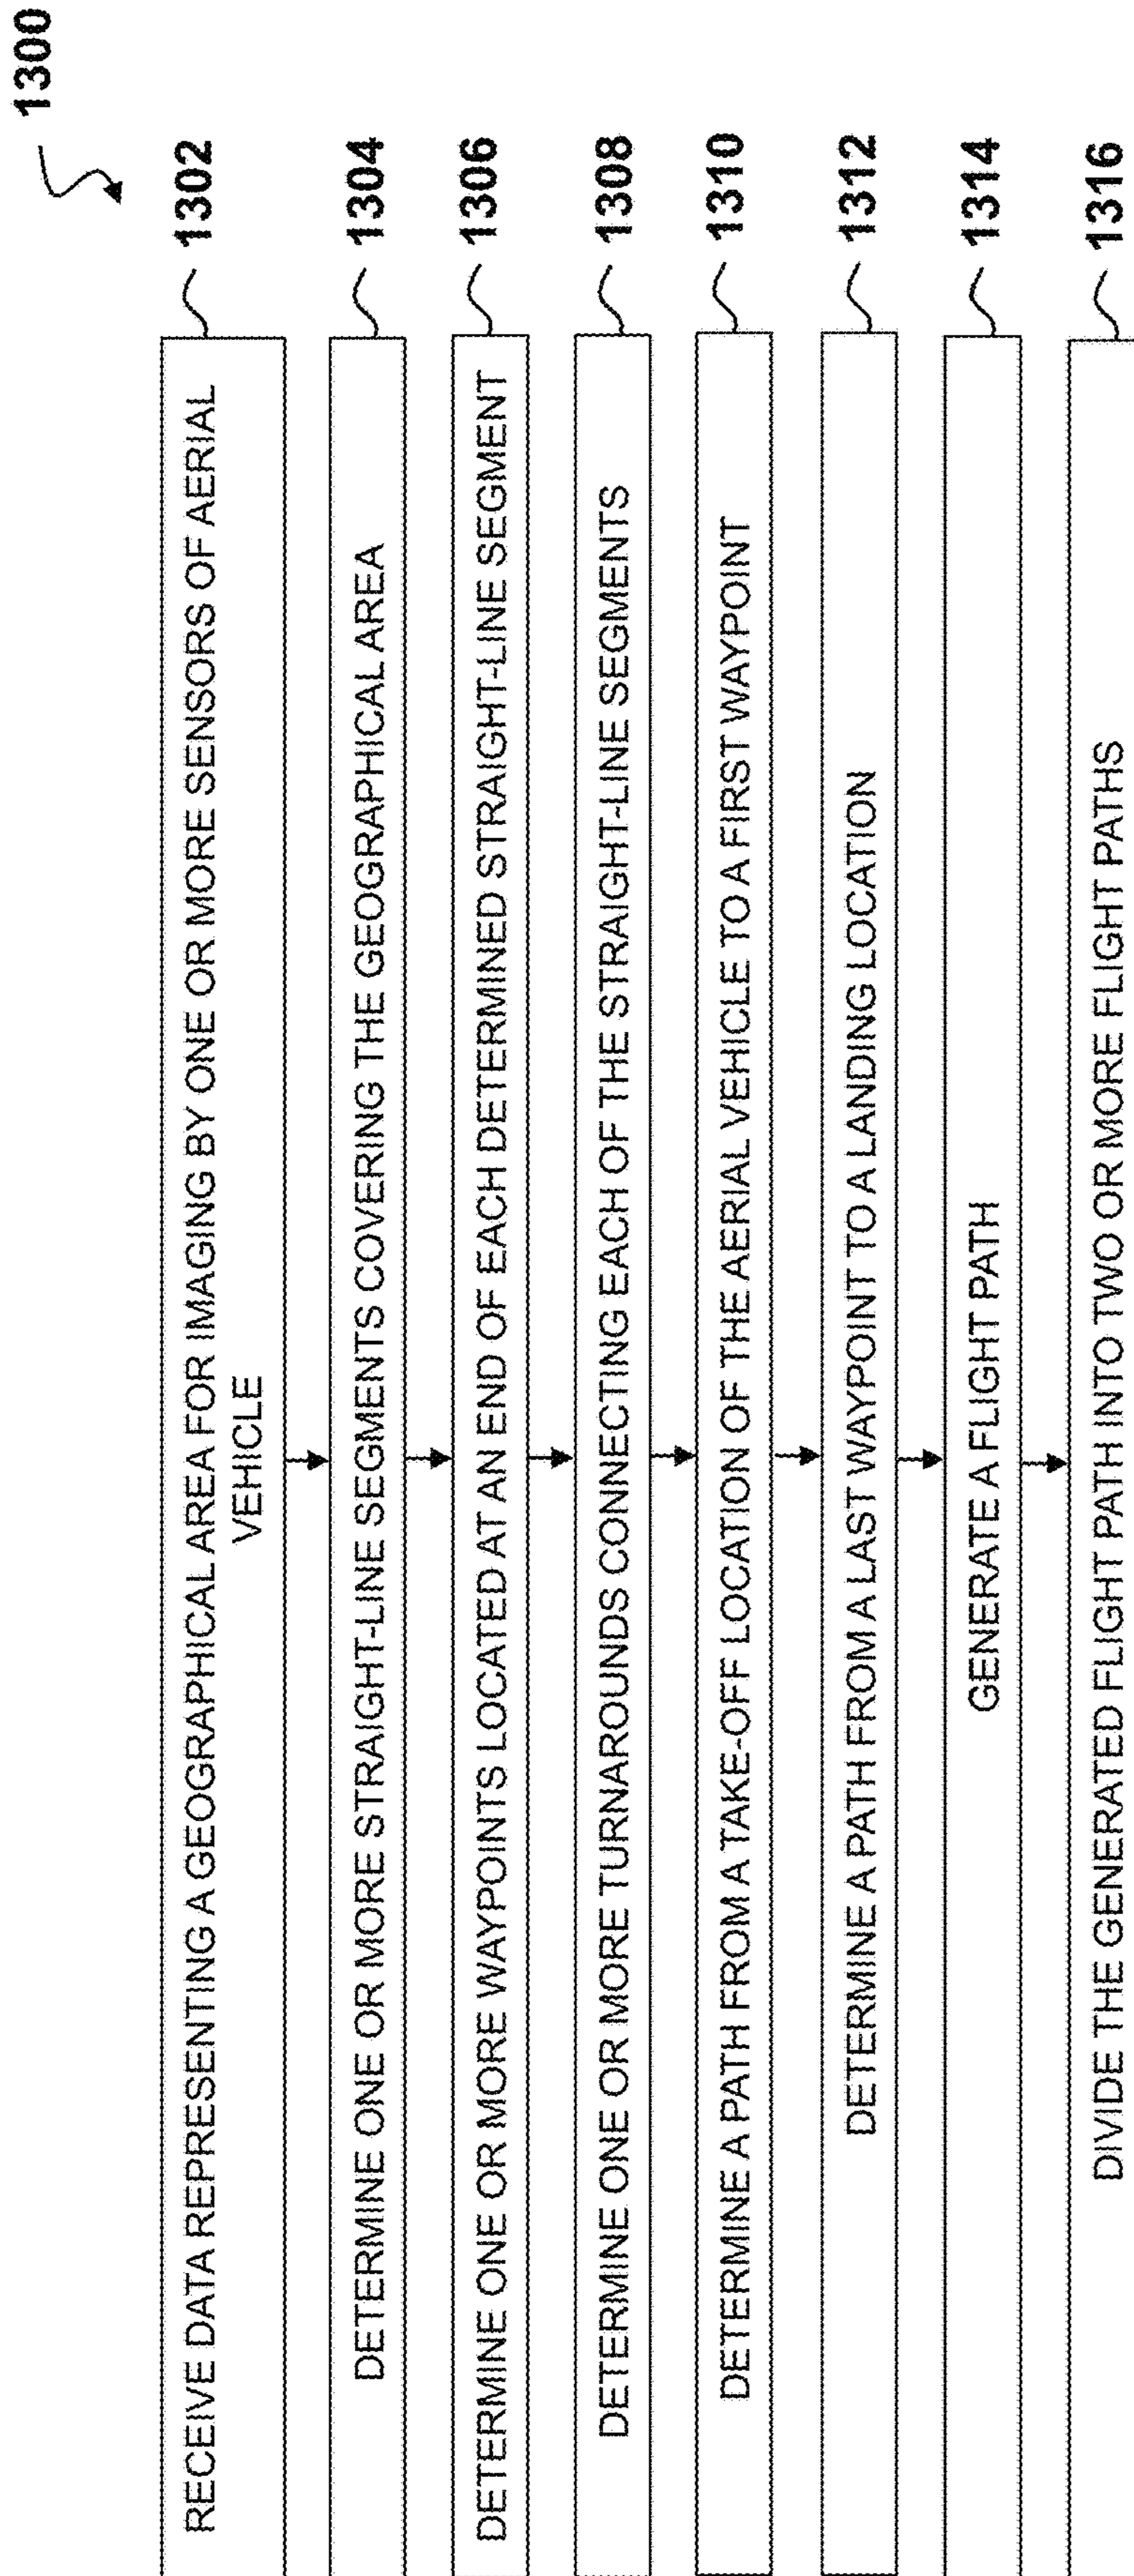 1300
RECEIVE DATA REPRESENTING A GEOGRAPHICAL AREA FOR IMAGING BY ONE OR MORE SENSORS OF AERIAL
VEHICLE
1302
DETERMINE ONE OR MORE STRAIGHT-LINE SEGMENTS COVERING THE GEOGRAPHICAL AREA
1304
DETERMINE ONE OR MORE WAYPOINTS LOCATED AT AN END OF EACH DETERMINED STRAIGHT-LINE SEGMENT
1306
DETERMINE ONE OR MORE TURNAROUNDS CONNECTING EACH OF THE STRAIGHT-LINE SEGMENTS
1308
DETERMINE A PATH FROM A TAKE-OFF LOCATION OF THE AERIAL VEHICLE TO A FIRST WAYPOINT
1310
DETERMINE A PATH FROM A LAST WAYPOINT TO A LANDING LOCATION
1312
GENERATE A FLIGHT PATH
1314
DIVIDE THE GENERATED FLIGHT PATH INTO TWO OR MORE FLIGHT PATHS
1316